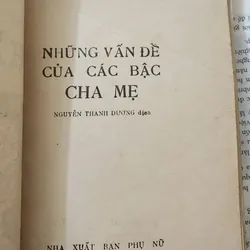 NHỮNG VẤN ĐỀ
CỦA CÁC BẬC
CHA MẸ
NGUYỄN THANH DƯƠNG dịch
NHÀ XUẤT BẢN PHỤ NỮ